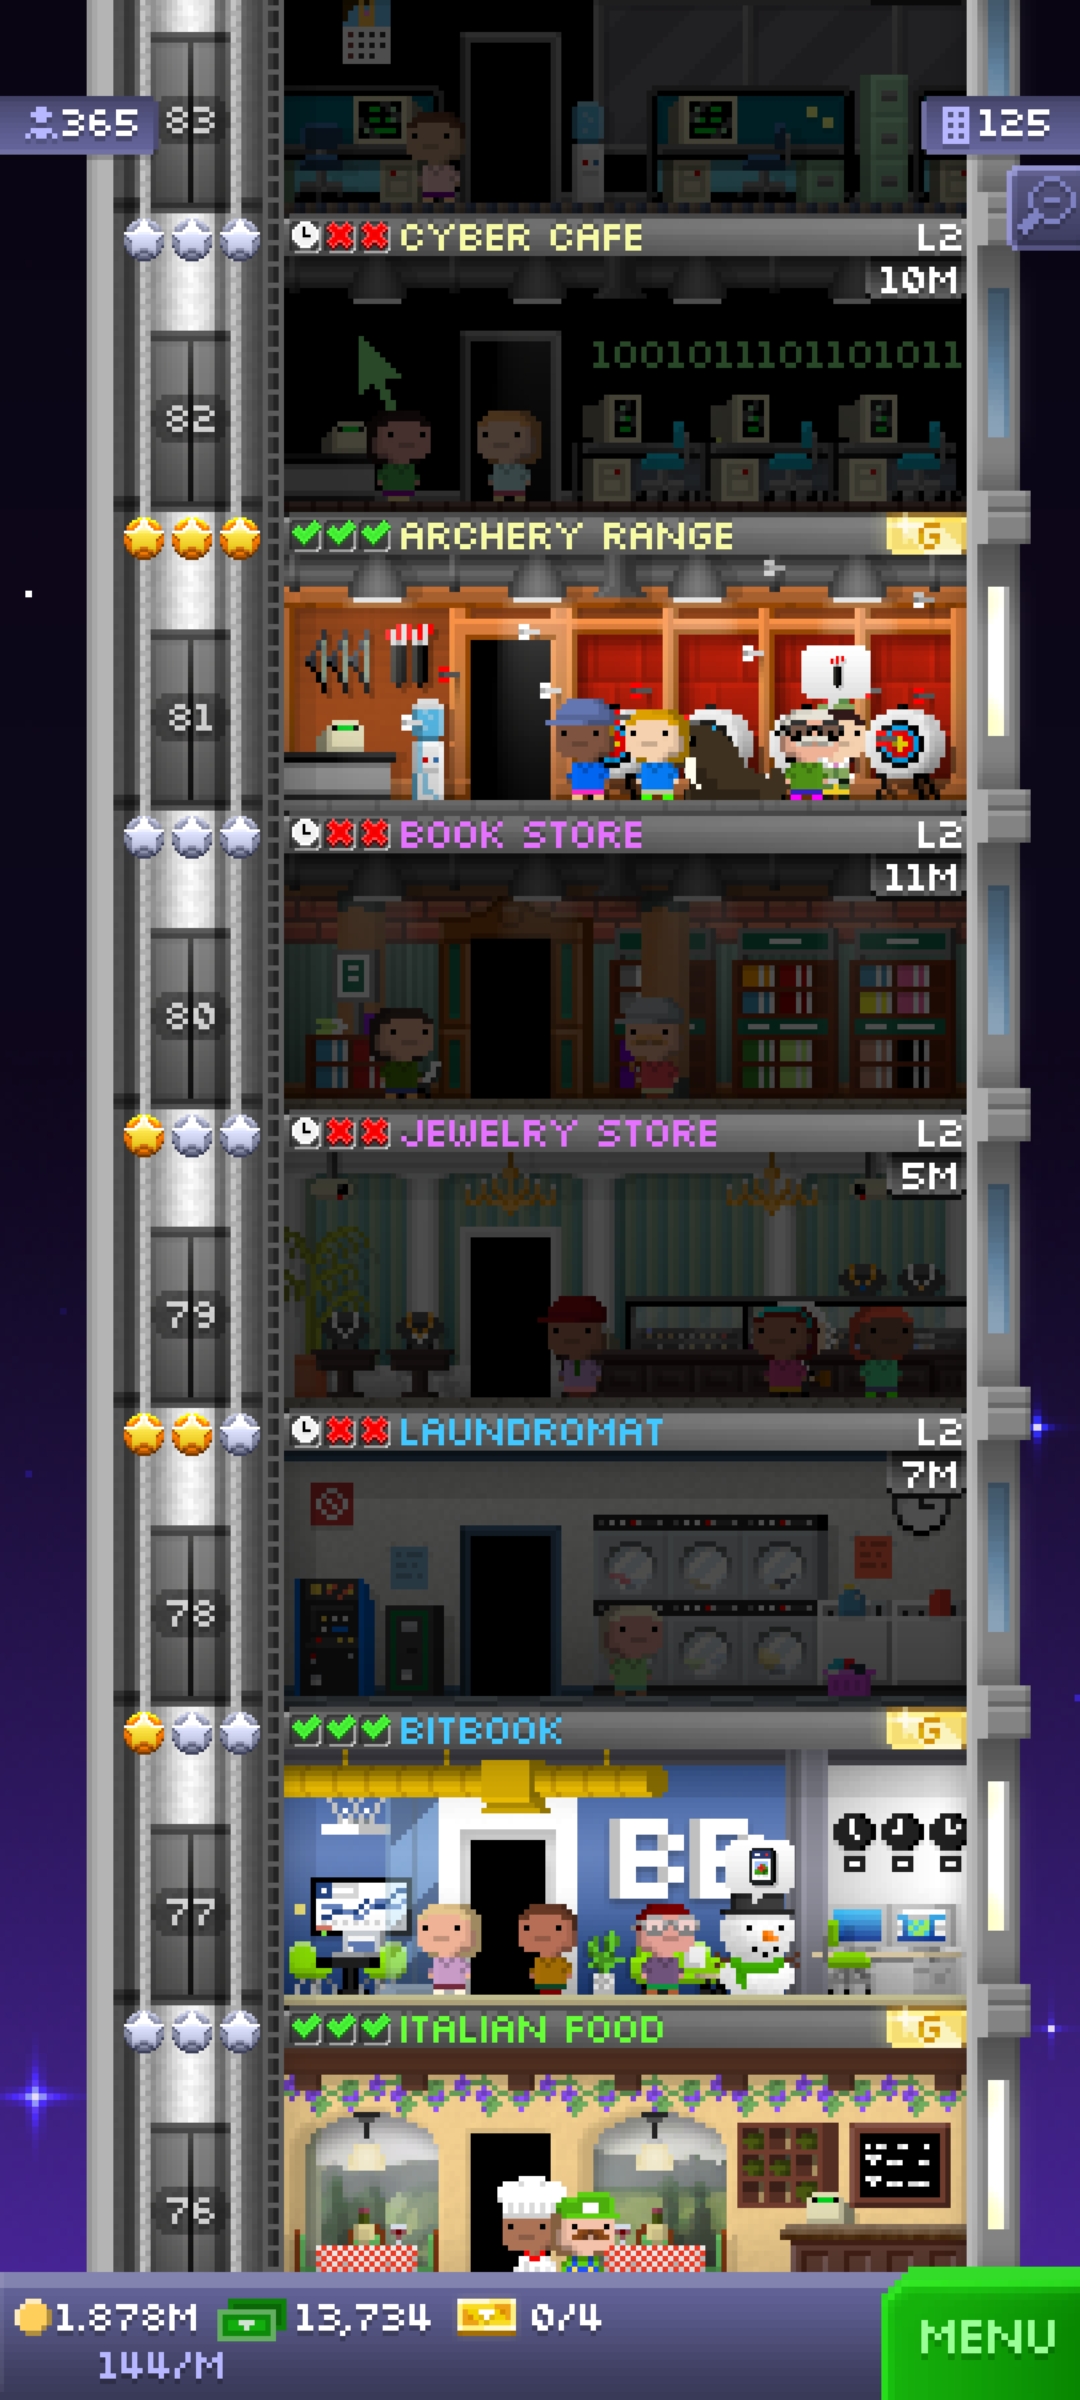 365
83
125
CYBER CAFE L2
10M
1001011101101011
82
ARCHERY RANGE G
81
BOOK STORE L2
11M
80
JEWELRY STORE L2
5M
79
LAUNDROMAT L2
7M
78
BITBOOK G
BB
77
ITALIAN FOOD G
76
1.878M 13,734 0/4
144/M
MENU